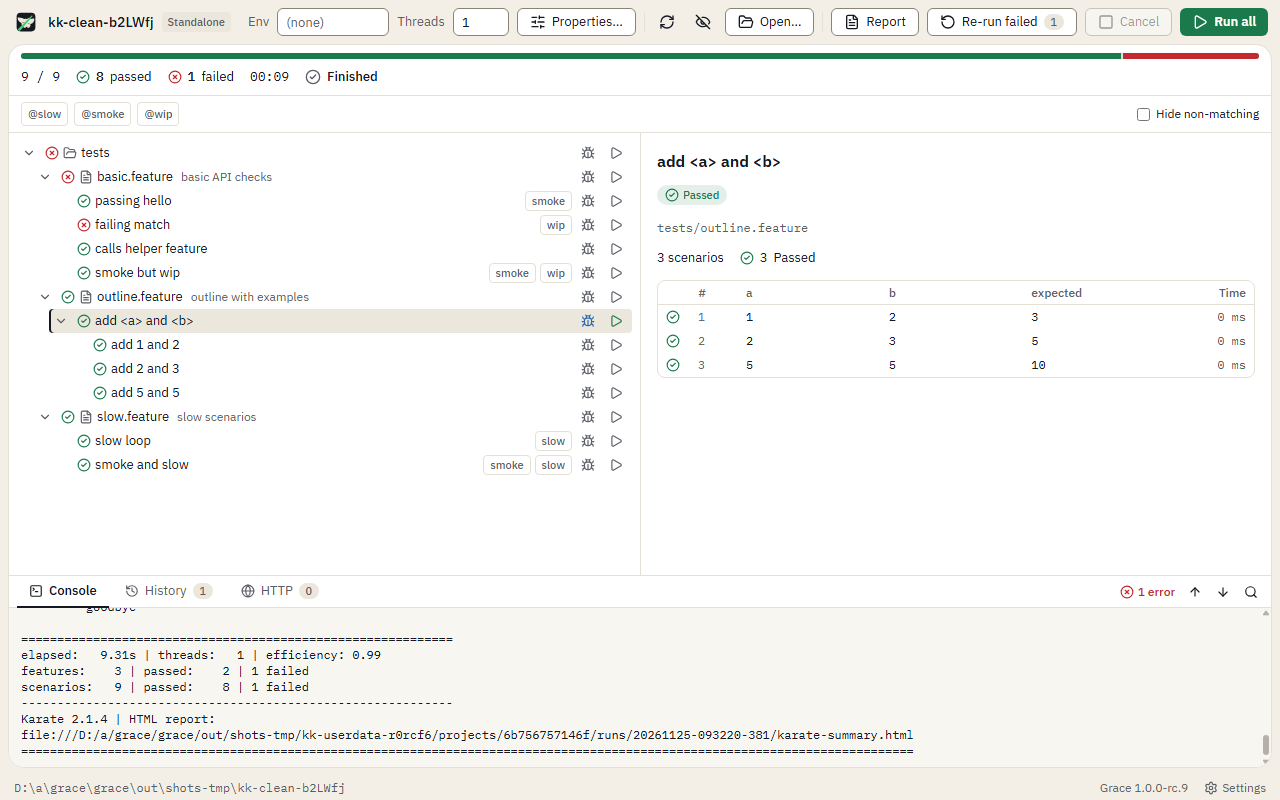 kk-clean-b2LWfj Standalone Env (none) Threads 1 Properties... Open... Report Re-run failed 1 Cancel Run all
9 / 9 8 passed 1 failed 00:09 Finished
@slow @smoke @wip Hide non-matching
tests
basic.feature basic API checks
passing hello smoke
failing match wip
calls helper feature
smoke but wip smoke wip
outline.feature outline with examples
add <a> and <b>
add 1 and 2
add 2 and 3
add 5 and 5
slow.feature slow scenarios
slow loop slow
smoke and slow smoke slow
add <a> and <b>
Passed
tests/outline.feature
3 scenarios 3 Passed
# a b expected Time
1 1 2 3 0 ms
2 2 3 5 0 ms
3 5 5 10 0 ms
Console History 1 HTTP 0 1 error
goodbye
===========================================================
elapsed: 9.31s | threads: 1 | efficiency: 0.99
features: 3 | passed: 2 | 1 failed
scenarios: 9 | passed: 8 | 1 failed
-----------------------------------------------------------
Karate 2.1.4 | HTML report:
file:///D:/a/grace/grace/out/shots-tmp/kk-userdata-r0rcf6/projects/6b756757146f/runs/20261125-093220-381/karate-summary.html
===========================================================================================================================
D:\a\grace\grace\out\shots-tmp\kk-clean-b2LWfj Grace 1.0.0-rc.9 Settings